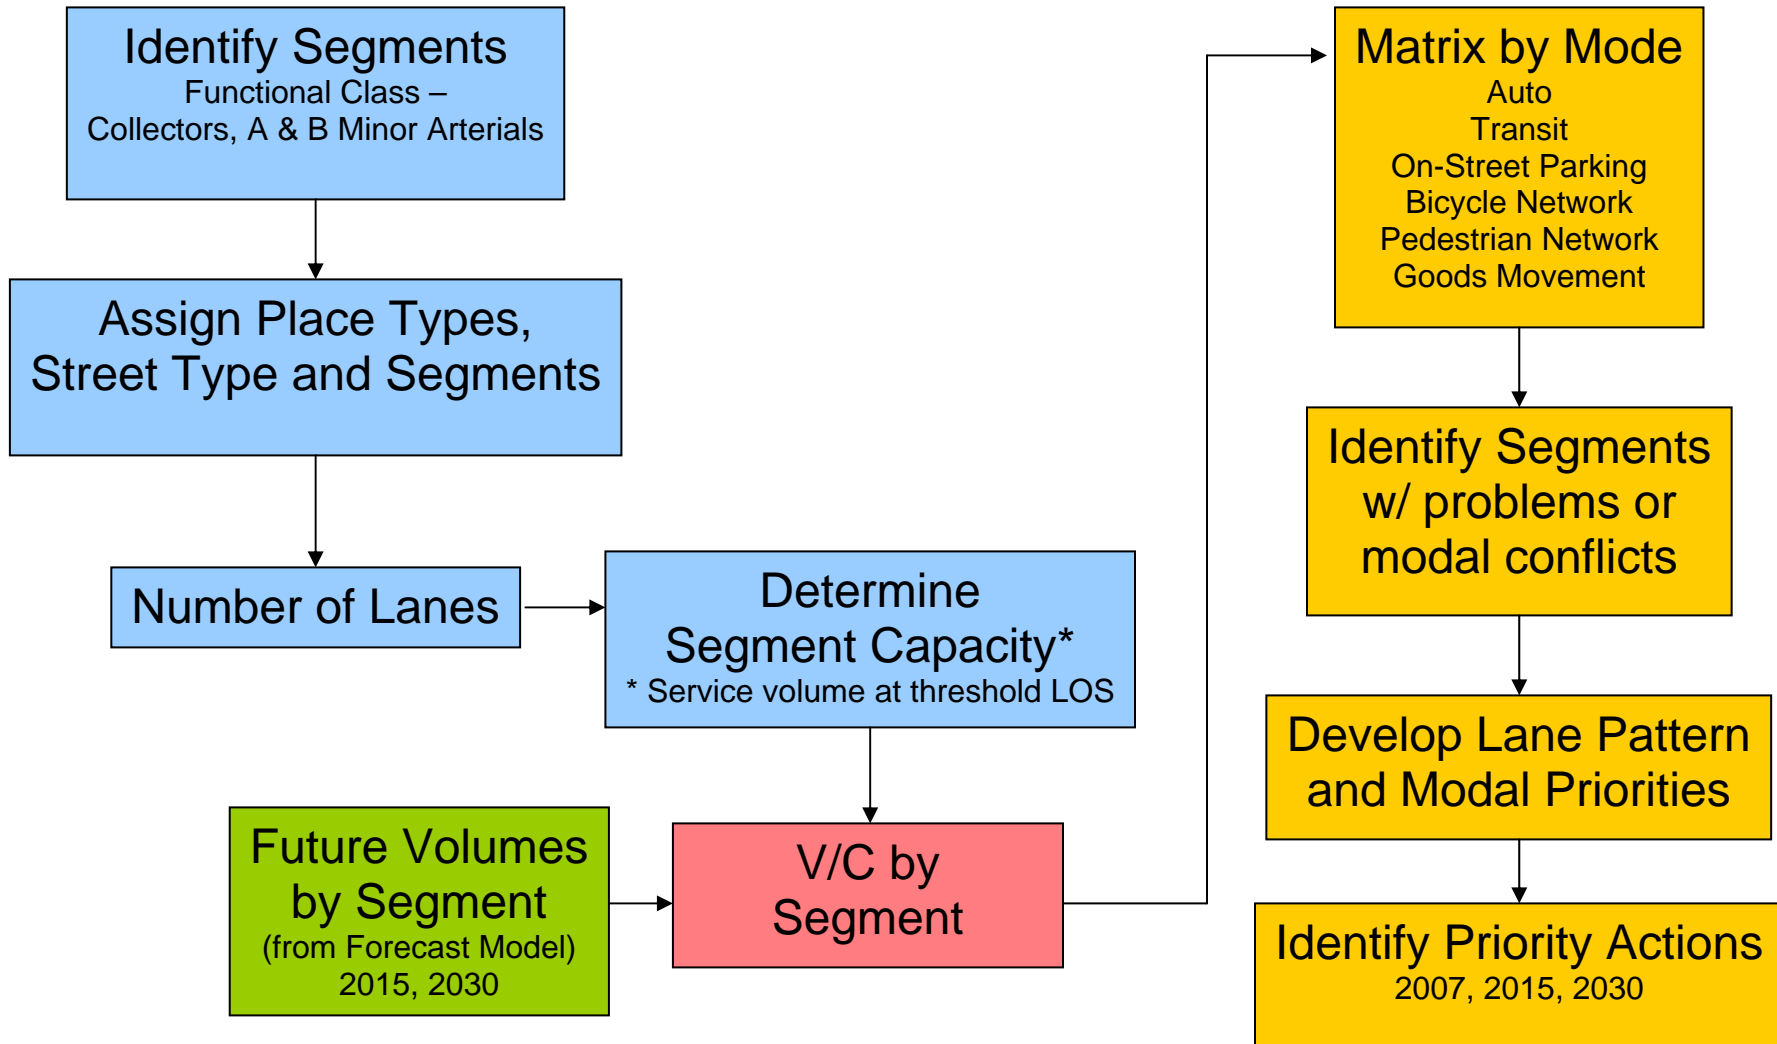 Identify Segments
Functional Class –
Collectors, A & B Minor Arterials
Assign Place Types,
Street Type and Segments
Number of Lanes
Determine
Segment Capacity*
* Service volume at threshold LOS
Future Volumes
by Segment
(from Forecast Model)
2015, 2030
V/C by
Segment
Matrix by Mode
Auto
Transit
On-Street Parking
Bicycle Network
Pedestrian Network
Goods Movement
Identify Segments
w/ problems or
modal conflicts
Develop Lane Pattern
and Modal Priorities
Identify Priority Actions
2007, 2015, 2030